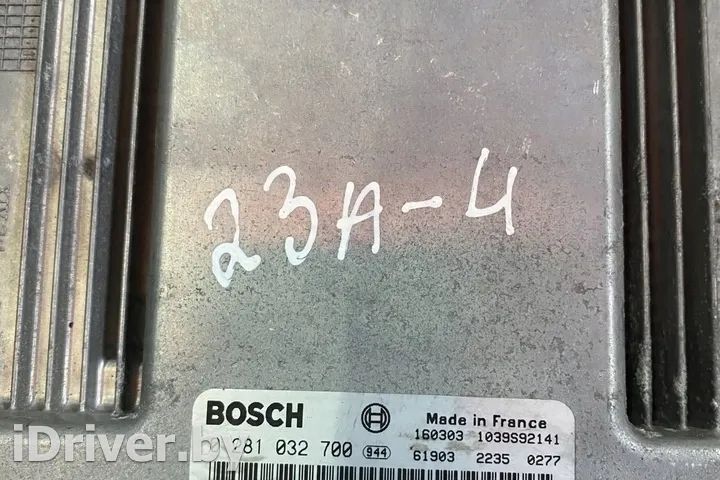 23A-4
BOSCH
Made in France
160303 1039S92141
0 281 032 700 944 61903 2235 0277
iDriver.by